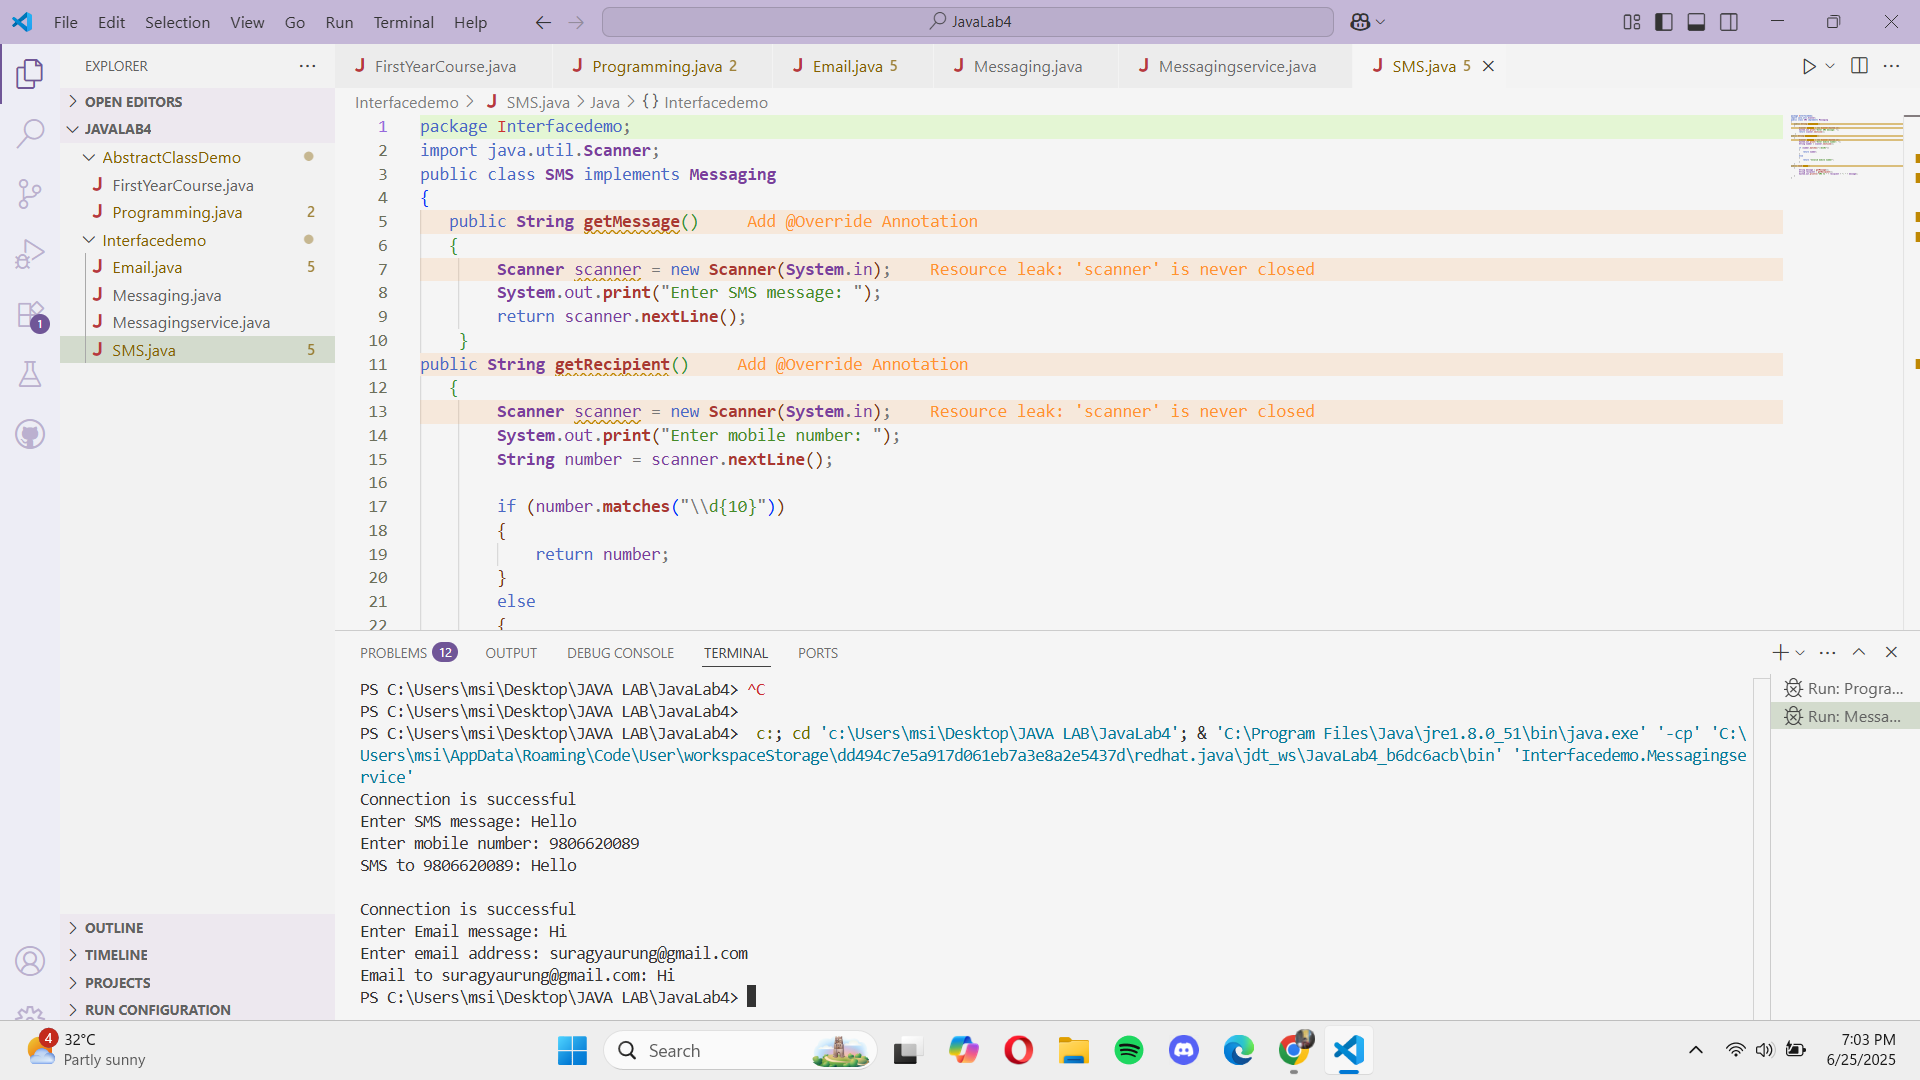 File Edit Selection View Go Run Terminal Help
JavaLab4
EXPLORER
OPEN EDITORS
JAVALAB4
AbstractClassDemo
FirstYearCourse.java
Programming.java 2
Interfacedemo
Email.java 5
Messaging.java
Messagingservice.java
SMS.java 5
1
OUTLINE
TIMELINE
PROJECTS
RUN CONFIGURATION
FirstYearCourse.java Programming.java 2 Email.java 5 Messaging.java Messagingservice.java SMS.java 5
Interfacedemo > SMS.java > Java > {} Interfacedemo
1 package Interfacedemo;
2 import java.util.Scanner;
3 public class SMS implements Messaging
4 {
5 public String getMessage() Add @Override Annotation
6 {
7 Scanner scanner = new Scanner(System.in); Resource leak: 'scanner' is never closed
8 System.out.print("Enter SMS message: ");
9 return scanner.nextLine();
10 }
11 public String getRecipient() Add @Override Annotation
12 {
13 Scanner scanner = new Scanner(System.in); Resource leak: 'scanner' is never closed
14 System.out.print("Enter mobile number: ");
15 String number = scanner.nextLine();
16
17 if (number.matches("\\d{10}"))
18 {
19 return number;
20 }
21 else
22 {
PROBLEMS 12 OUTPUT DEBUG CONSOLE TERMINAL PORTS
PS C:\Users\msi\Desktop\JAVA LAB\JavaLab4> ^C
PS C:\Users\msi\Desktop\JAVA LAB\JavaLab4>
PS C:\Users\msi\Desktop\JAVA LAB\JavaLab4> c:; cd 'c:\Users\msi\Desktop\JAVA LAB\JavaLab4'; & 'C:\Program Files\Java\jre1.8.0_51\bin\java.exe' '-cp' 'C:\
Users\msi\AppData\Roaming\Code\User\workspaceStorage\dd494c7e5a917d061eb7a3e8a2e5437d\redhat.java\jdt_ws\JavaLab4_b6dc6acb\bin' 'Interfacedemo.Messagingse
rvice'
Connection is successful
Enter SMS message: Hello
Enter mobile number: 9806620089
SMS to 9806620089: Hello
Connection is successful
Enter Email message: Hi
Enter email address: suragyaurung@gmail.com
Email to suragyaurung@gmail.com: Hi
PS C:\Users\msi\Desktop\JAVA LAB\JavaLab4>
Run: Progra...
Run: Messa...
4
32°C
Partly sunny
Search
7:03 PM
6/25/2025